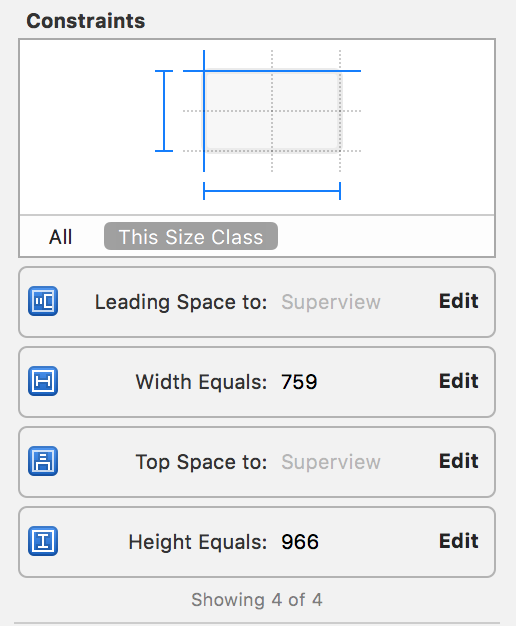 Constraints
All This Size Class
Leading Space to: Superview Edit
Width Equals: 759 Edit
Top Space to: Superview Edit
Height Equals: 966 Edit
Showing 4 of 4